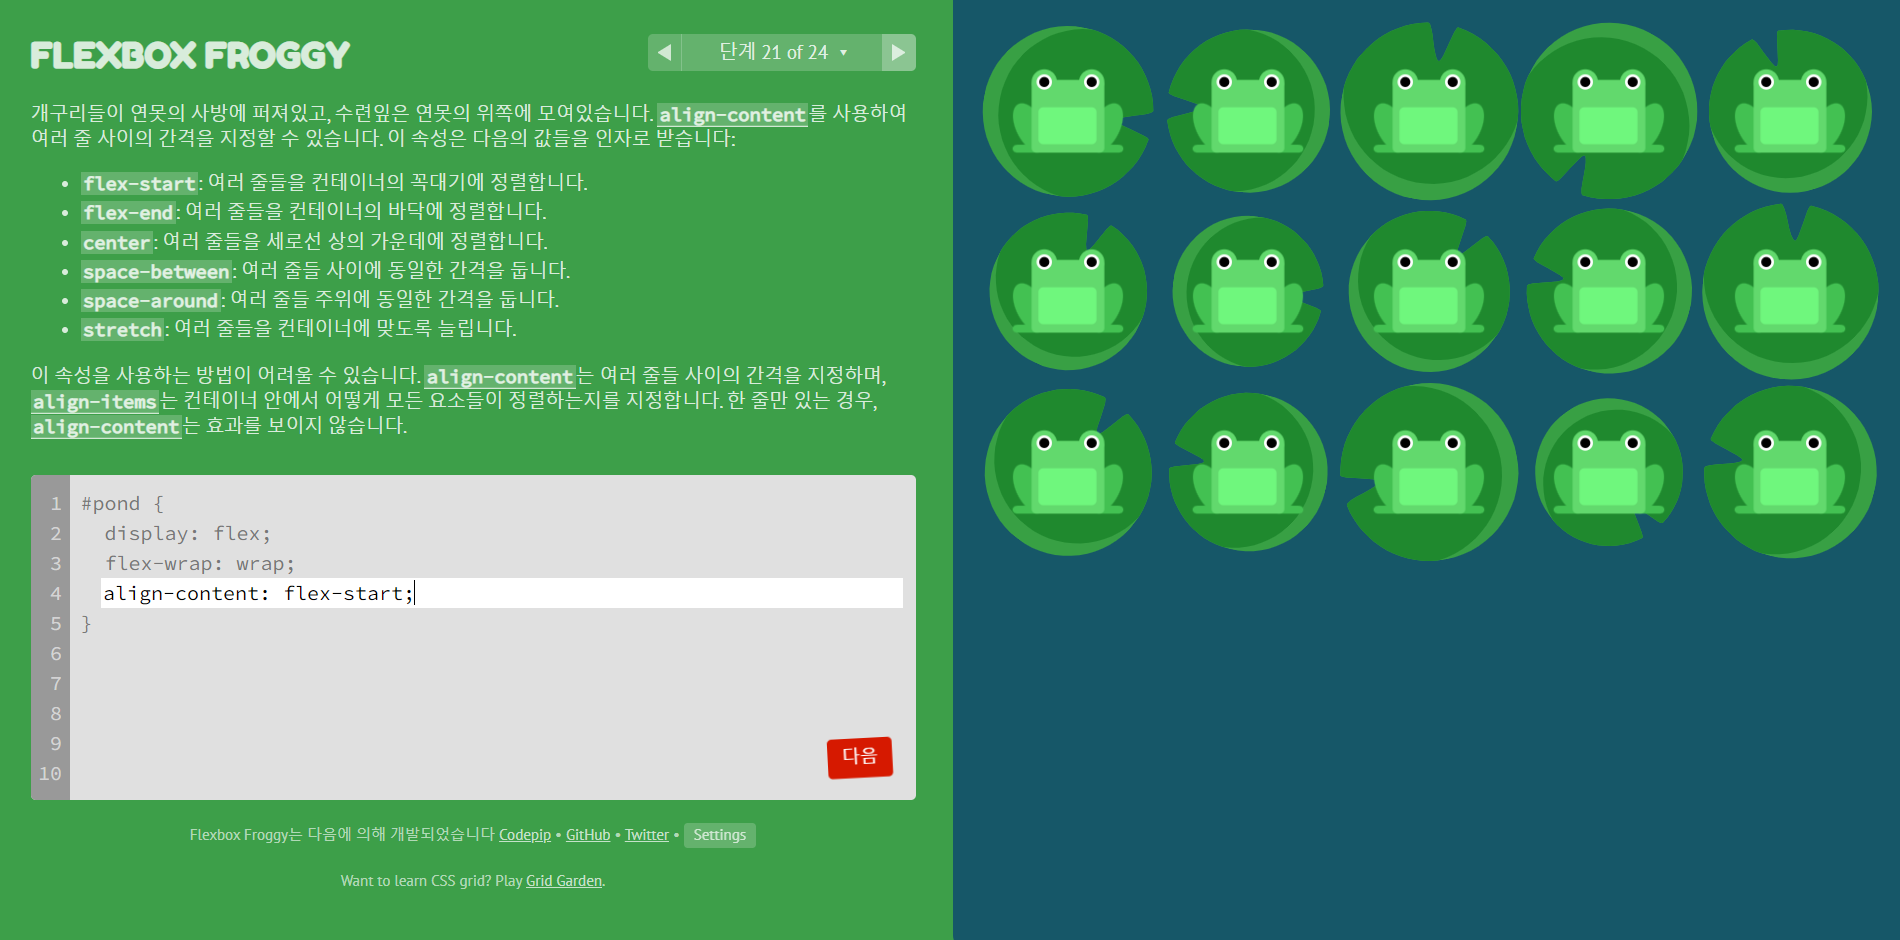 FLEXBOX FROGGY
단계 21 of 24 ▾
개구리들이 연못의 사방에 퍼져있고, 수련잎은 연못의 위쪽에 모여있습니다. align-content를 사용하여
여러 줄 사이의 간격을 지정할 수 있습니다. 이 속성은 다음의 값들을 인자로 받습니다:
• flex-start: 여러 줄들을 컨테이너의 꼭대기에 정렬합니다.
• flex-end: 여러 줄들을 컨테이너의 바닥에 정렬합니다.
• center: 여러 줄들을 세로선 상의 가운데에 정렬합니다.
• space-between: 여러 줄들 사이에 동일한 간격을 둡니다.
• space-around: 여러 줄들 주위에 동일한 간격을 둡니다.
• stretch: 여러 줄들을 컨테이너에 맞도록 늘립니다.
이 속성을 사용하는 방법이 어려울 수 있습니다. align-content는 여러 줄들 사이의 간격을 지정하며,
align-items는 컨테이너 안에서 어떻게 모든 요소들이 정렬하는지를 지정합니다. 한 줄만 있는 경우,
align-content는 효과를 보이지 않습니다.
1 #pond {
2 display: flex;
3 flex-wrap: wrap;
4 align-content: flex-start;
5 }
6
7
8
9
10
다음
Flexbox Froggy는 다음에 의해 개발되었습니다 Codepip • GitHub • Twitter • Settings
Want to learn CSS grid? Play Grid Garden.